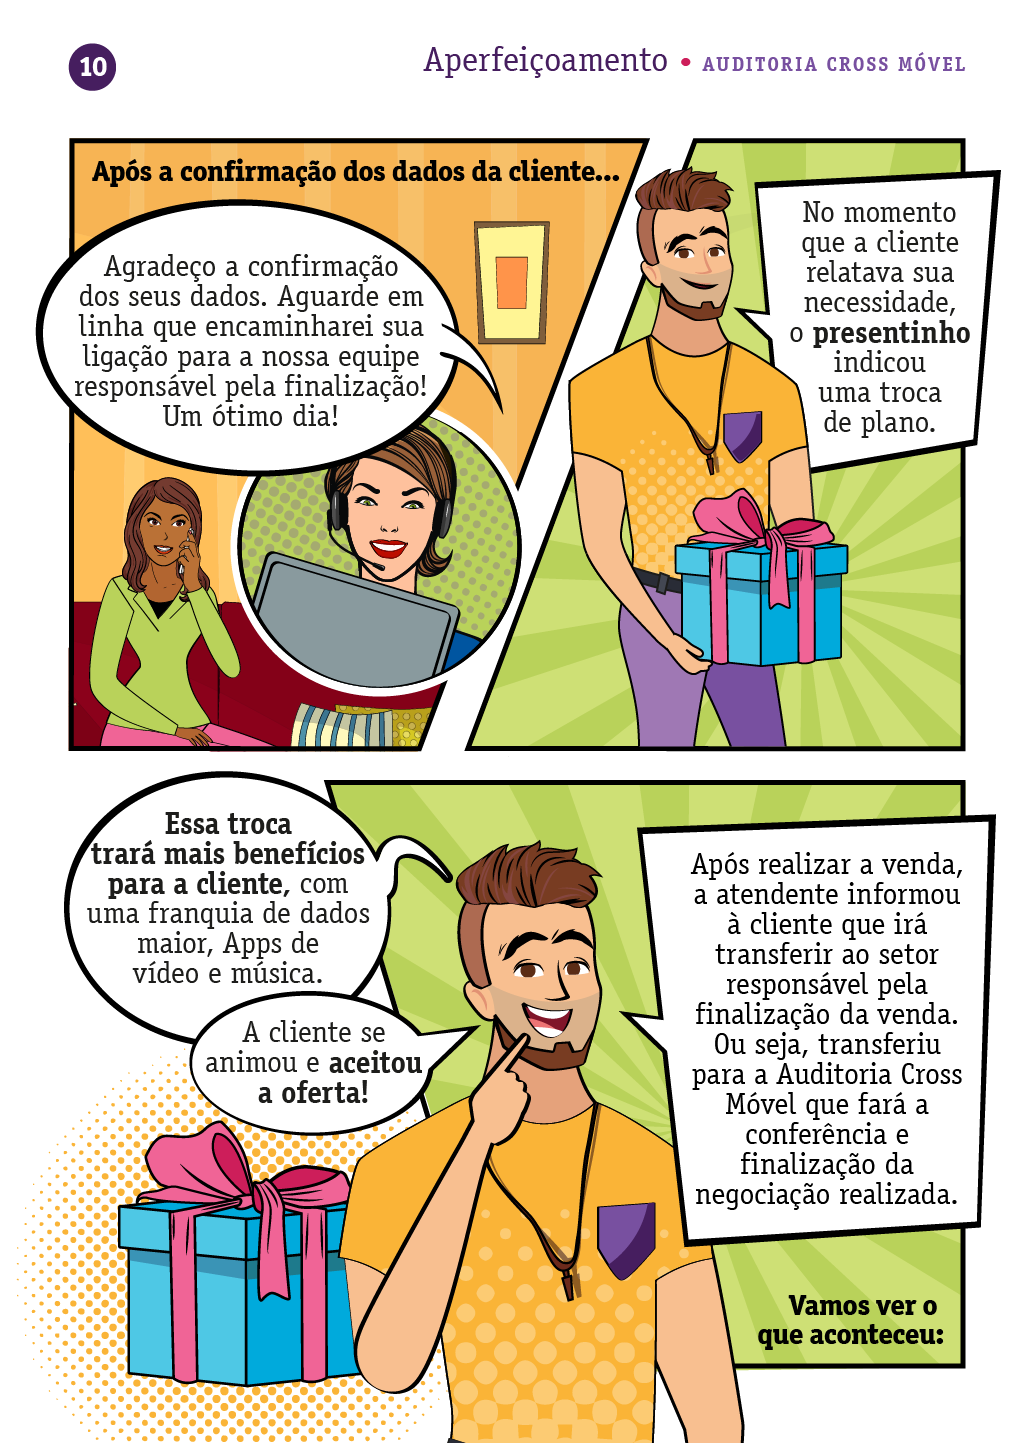 10
Aperfeiçoamento • AUDITORIA CROSS MÓVEL
Após a confirmação dos dados da cliente...
Agradeço a confirmação
dos seus dados. Aguarde em
linha que encaminharei sua
ligação para a nossa equipe
responsável pela finalização!
Um ótimo dia!
No momento
que a cliente
relatava sua
necessidade,
o presentinho
indicou
uma troca
de plano.
Essa troca
trará mais benefícios
para a cliente, com
uma franquia de dados
maior, Apps de
vídeo e música.
A cliente se
animou e aceitou
a oferta!
Após realizar a venda,
a atendente informou
à cliente que irá
transferir ao setor
responsável pela
finalização da venda.
Ou seja, transferiu
para a Auditoria Cross
Móvel que fará a
conferência e
finalização da
negociação realizada.
Vamos ver o
que aconteceu: